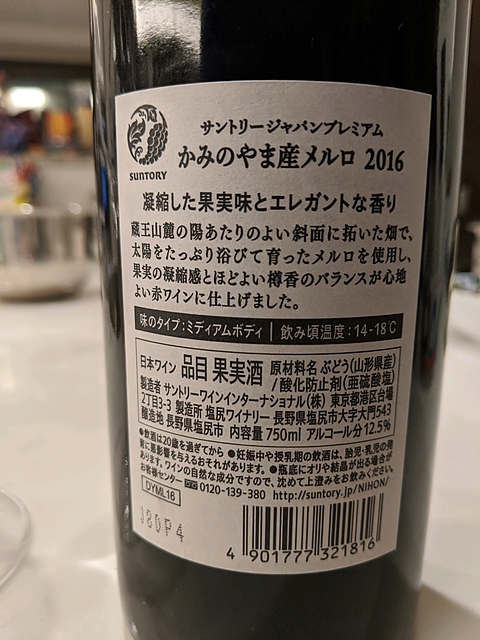 SUNTORY
サントリージャパンプレミアム
かみのやま産メルロ 2016
凝縮した果実味とエレガントな香り
蔵王山麓の陽あたりのよい斜面に拓いた畑で、
太陽をたっぷり浴びて育ったメルロを使用し、
果実の凝縮感とほどよい樽香のバランスが心地
よい赤ワインに仕上げました。
味のタイプ:ミディアムボディ | 飲み頃温度:14-18℃
日本ワイン 品目 果実酒 原材料名 ぶどう(山形県産)
/酸化防止剤(亜硫酸塩)
製造者 サントリーワインインターナショナル(株) 東京都港区台場
2丁目3-3 製造所 塩尻ワイナリー 長野県塩尻市大字大門543
醸造地 長野県塩尻市 内容量 750ml アルコール分 12.5%
●飲酒は20歳を過ぎてから ●妊娠中や授乳期の飲酒は、胎児・乳児の発
育に悪影響を与えるおそれがあります。 ●瓶底にオリや結晶が出る場合が
あります。ワインの自然な成分ですので、沈めて上澄みをお飲みください。
お客様センター 0120-139-380 http://suntory.jp/NIHON/
DYML16
J8DP4
4 901777 321816